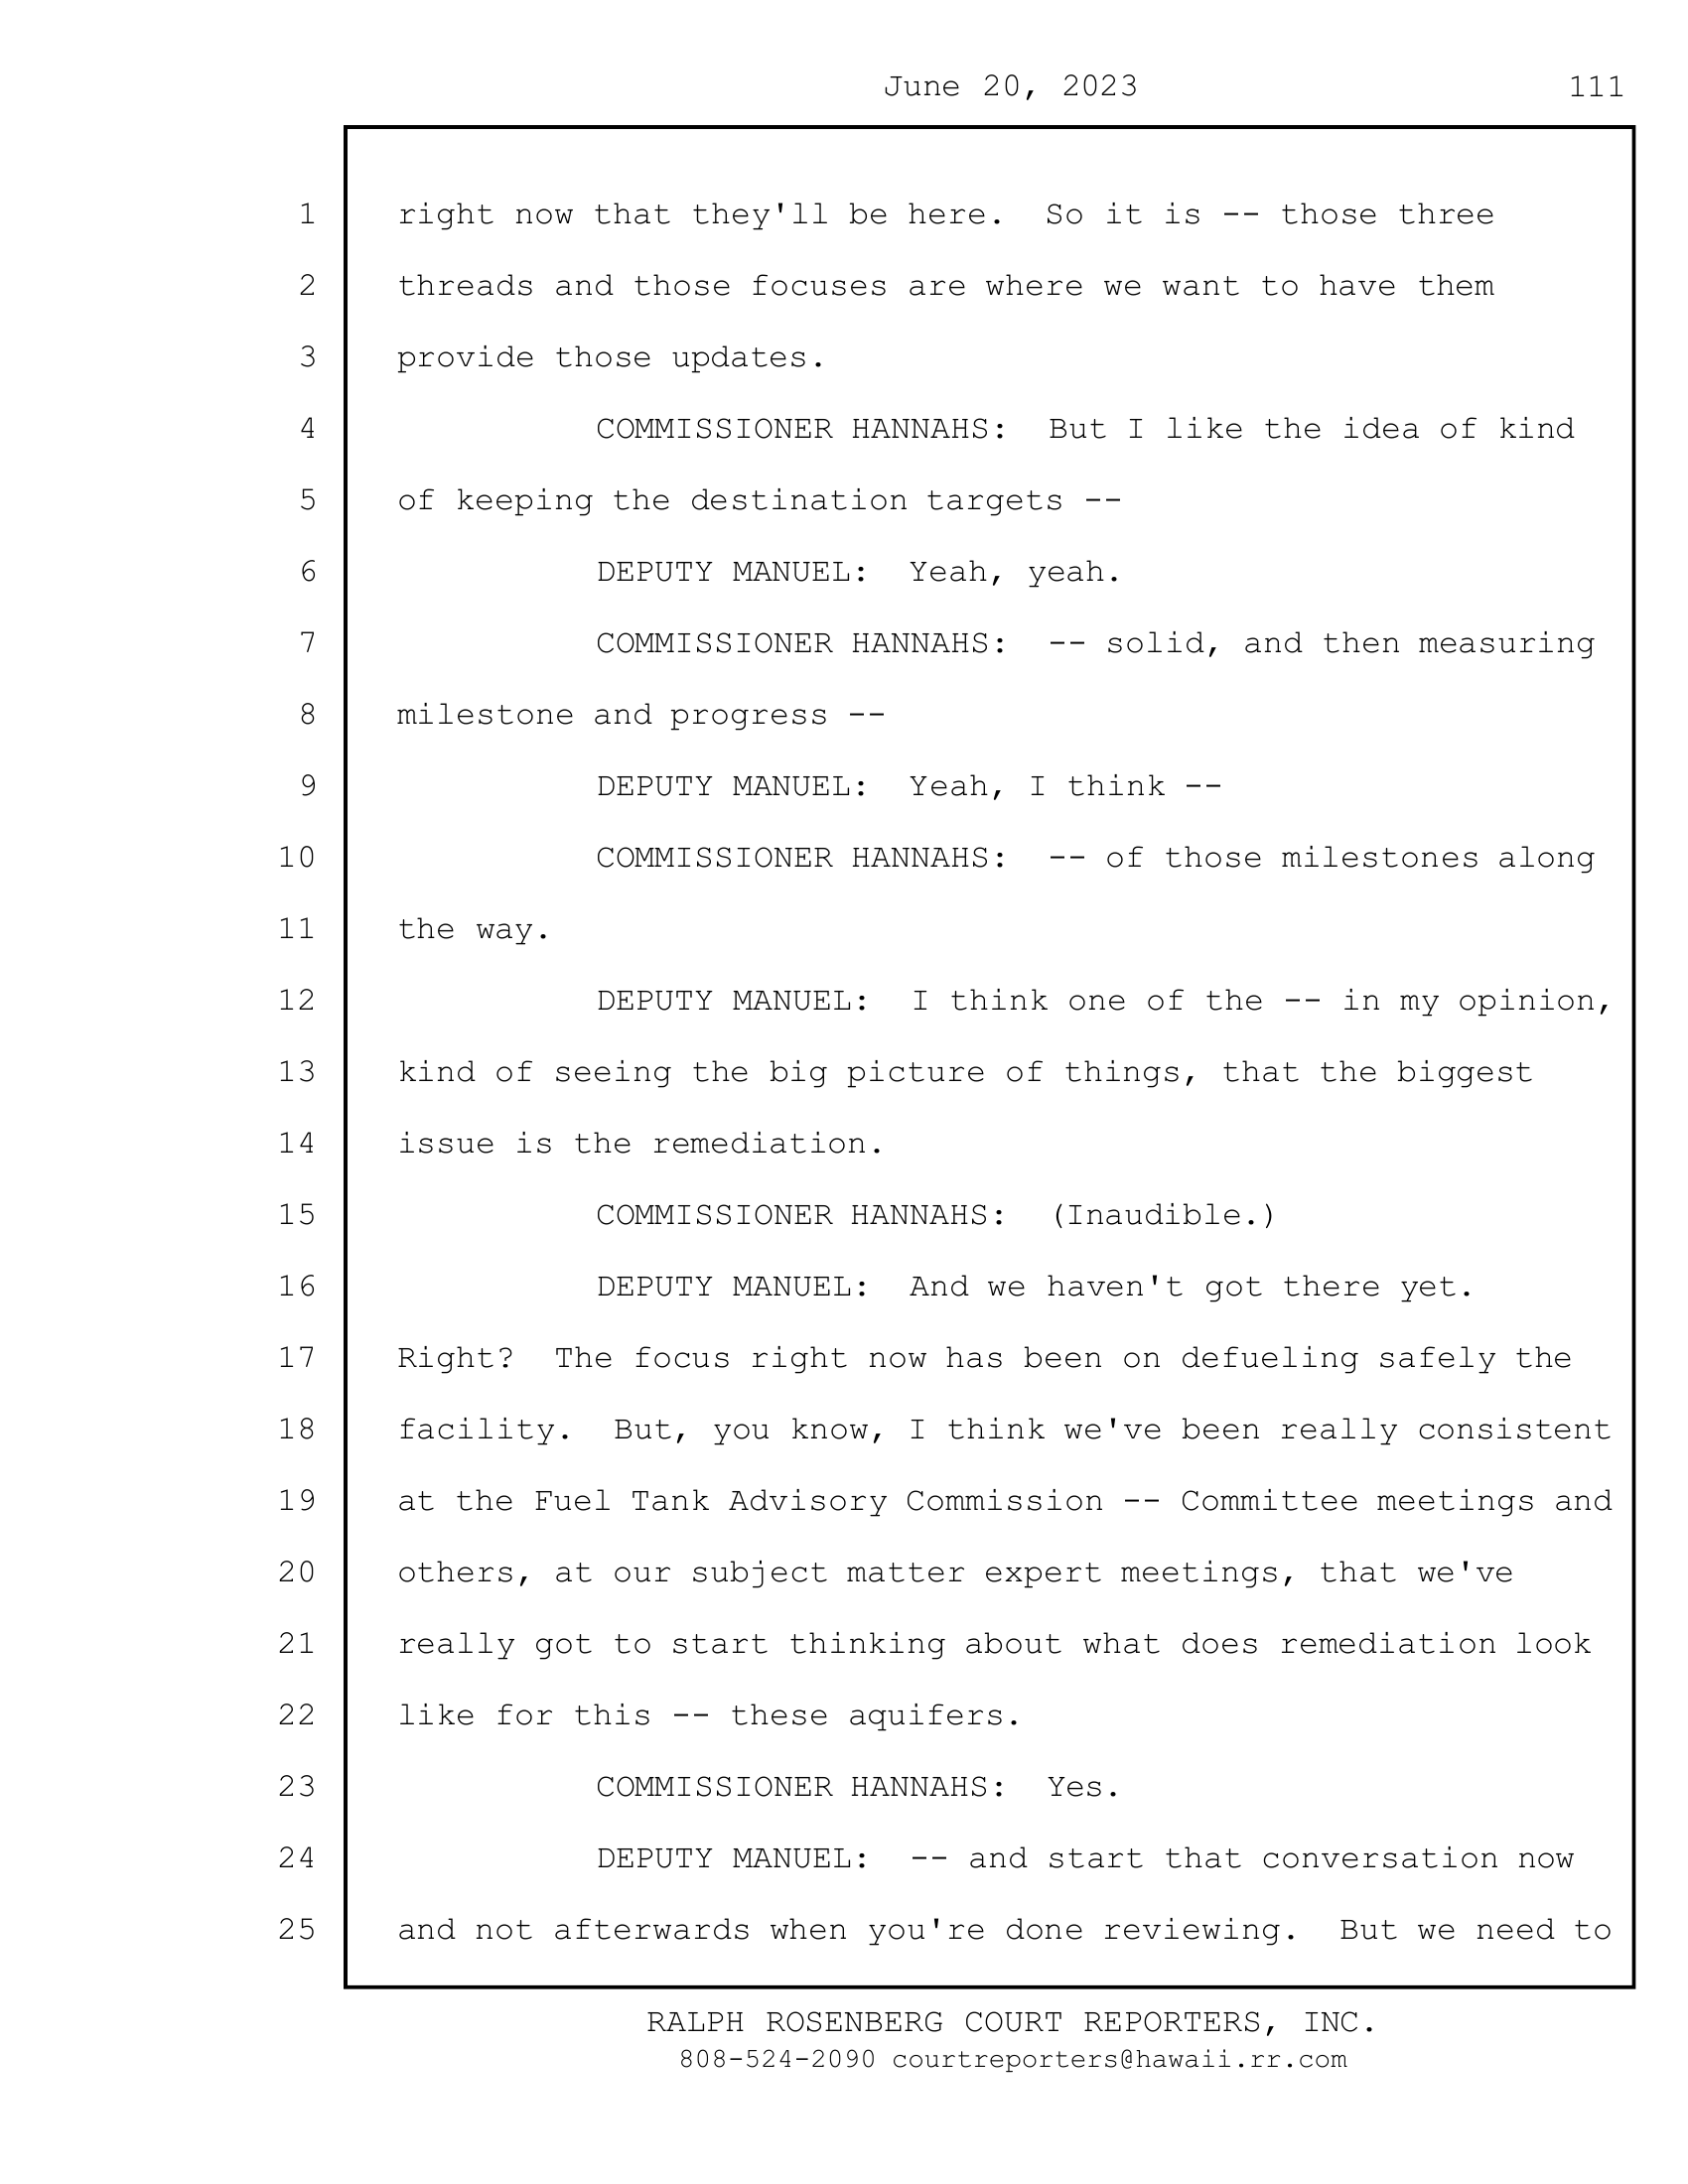 June 20, 2023 111
1 right now that they'll be here.  So it is -- those three
2 threads and those focuses are where we want to have them
3 provide those updates.
4 COMMISSIONER HANNAHS:  But I like the idea of kind
5 of keeping the destination targets --
6 DEPUTY MANUEL:  Yeah, yeah.
7 COMMISSIONER HANNAHS:  -- solid, and then measuring
8 milestone and progress --
9 DEPUTY MANUEL:  Yeah, I think --
10 COMMISSIONER HANNAHS:  -- of those milestones along
11 the way.
12 DEPUTY MANUEL:  I think one of the -- in my opinion,
13 kind of seeing the big picture of things, that the biggest
14 issue is the remediation.
15 COMMISSIONER HANNAHS:  (Inaudible.)
16 DEPUTY MANUEL:  And we haven't got there yet.
17 Right?  The focus right now has been on defueling safely the
18 facility.  But, you know, I think we've been really consistent
19 at the Fuel Tank Advisory Commission -- Committee meetings and
20 others, at our subject matter expert meetings, that we've
21 really got to start thinking about what does remediation look
22 like for this -- these aquifers.
23 COMMISSIONER HANNAHS:  Yes.
24 DEPUTY MANUEL:  -- and start that conversation now
25 and not afterwards when you're done reviewing.  But we need to
RALPH ROSENBERG COURT REPORTERS, INC.
808-524-2090 courtreporters@hawaii.rr.com